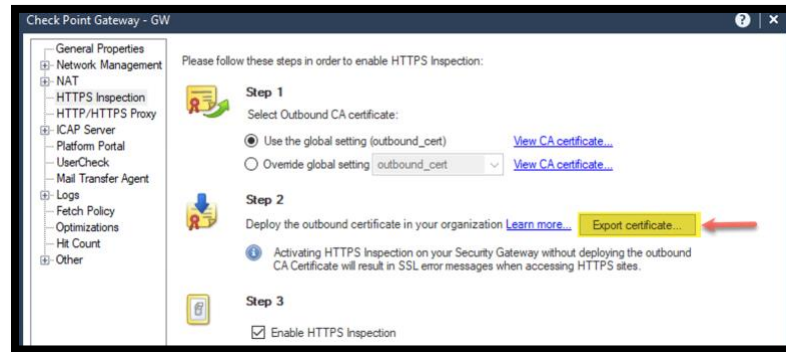 Check Point Gateway - GW
General Properties
Network Management
NAT
HTTPS Inspection
HTTP/HTTPS Proxy
ICAP Server
Platform Portal
UserCheck
Mail Transfer Agent
Logs
Fetch Policy
Optimizations
Hit Count
Other
Please follow these steps in order to enable HTTPS Inspection:
Step 1
Select Outbound CA certificate:
Use the global setting (outbound_cert) View CA certificate...
Override global setting outbound_cert View CA certificate...
Step 2
Deploy the outbound certificate in your organization Learn more... Export certificate...
Activating HTTPS Inspection on your Security Gateway without deploying the outbound
CA Certificate will result in SSL error messages when accessing HTTPS sites.
Step 3
Enable HTTPS Inspection